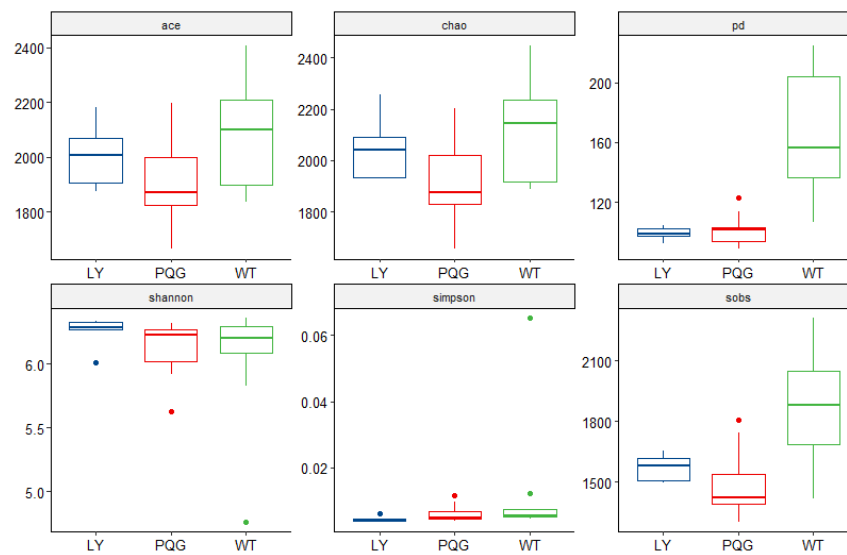 ace
chao
pd
2400
2200
2000
1800
2400
2200
2000
1800
200
160
120
LY PQG WT
LY PQG WT
LY PQG WT
shannon
simpson
sobs
6.0
5.5
5.0
0.06
0.04
0.02
2100
1800
1500
LY PQG WT
LY PQG WT
LY PQG WT